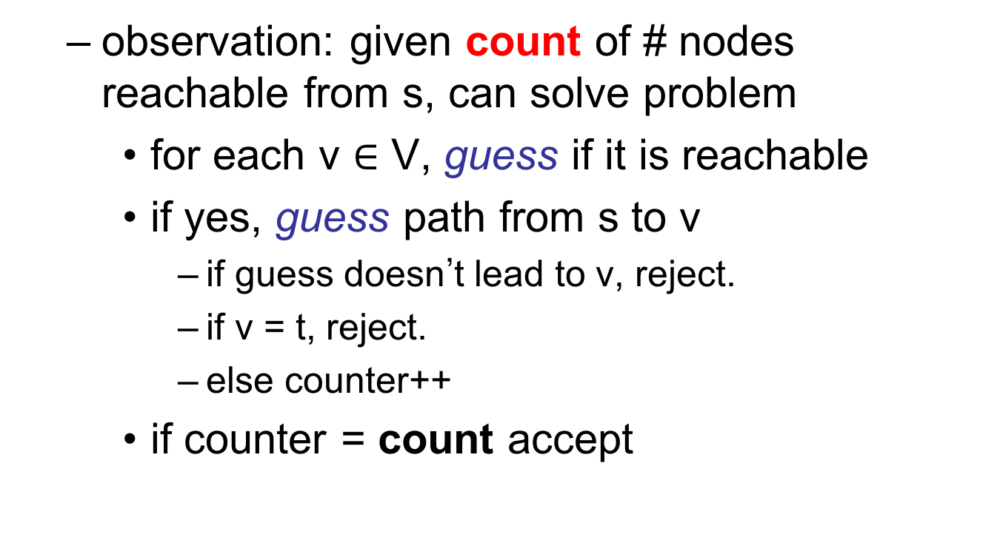 – observation: given count of # nodes
reachable from s, can solve problem
• for each v ∈ V, guess if it is reachable
• if yes, guess path from s to v
– if guess doesn’t lead to v, reject.
– if v = t, reject.
– else counter++
• if counter = count accept